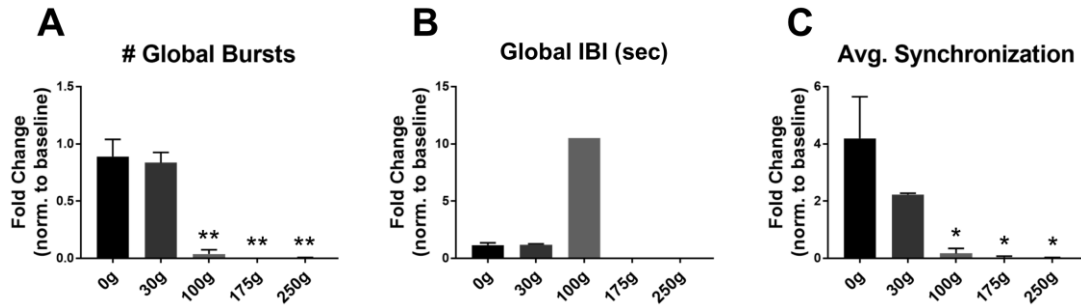 A
# Global Bursts
Fold Change
(norm. to baseline)
1.5
1.0
0.5
0.0
**
**
**
0g
30g
100g
175g
250g
B
Global IBI (sec)
Fold Change
(norm. to baseline)
15
10
5
0
0g
30g
100g
175g
250g
C
Avg. Synchronization
Fold Change
(norm. to baseline)
6
4
2
0
*
*
*
0g
30g
100g
175g
250g